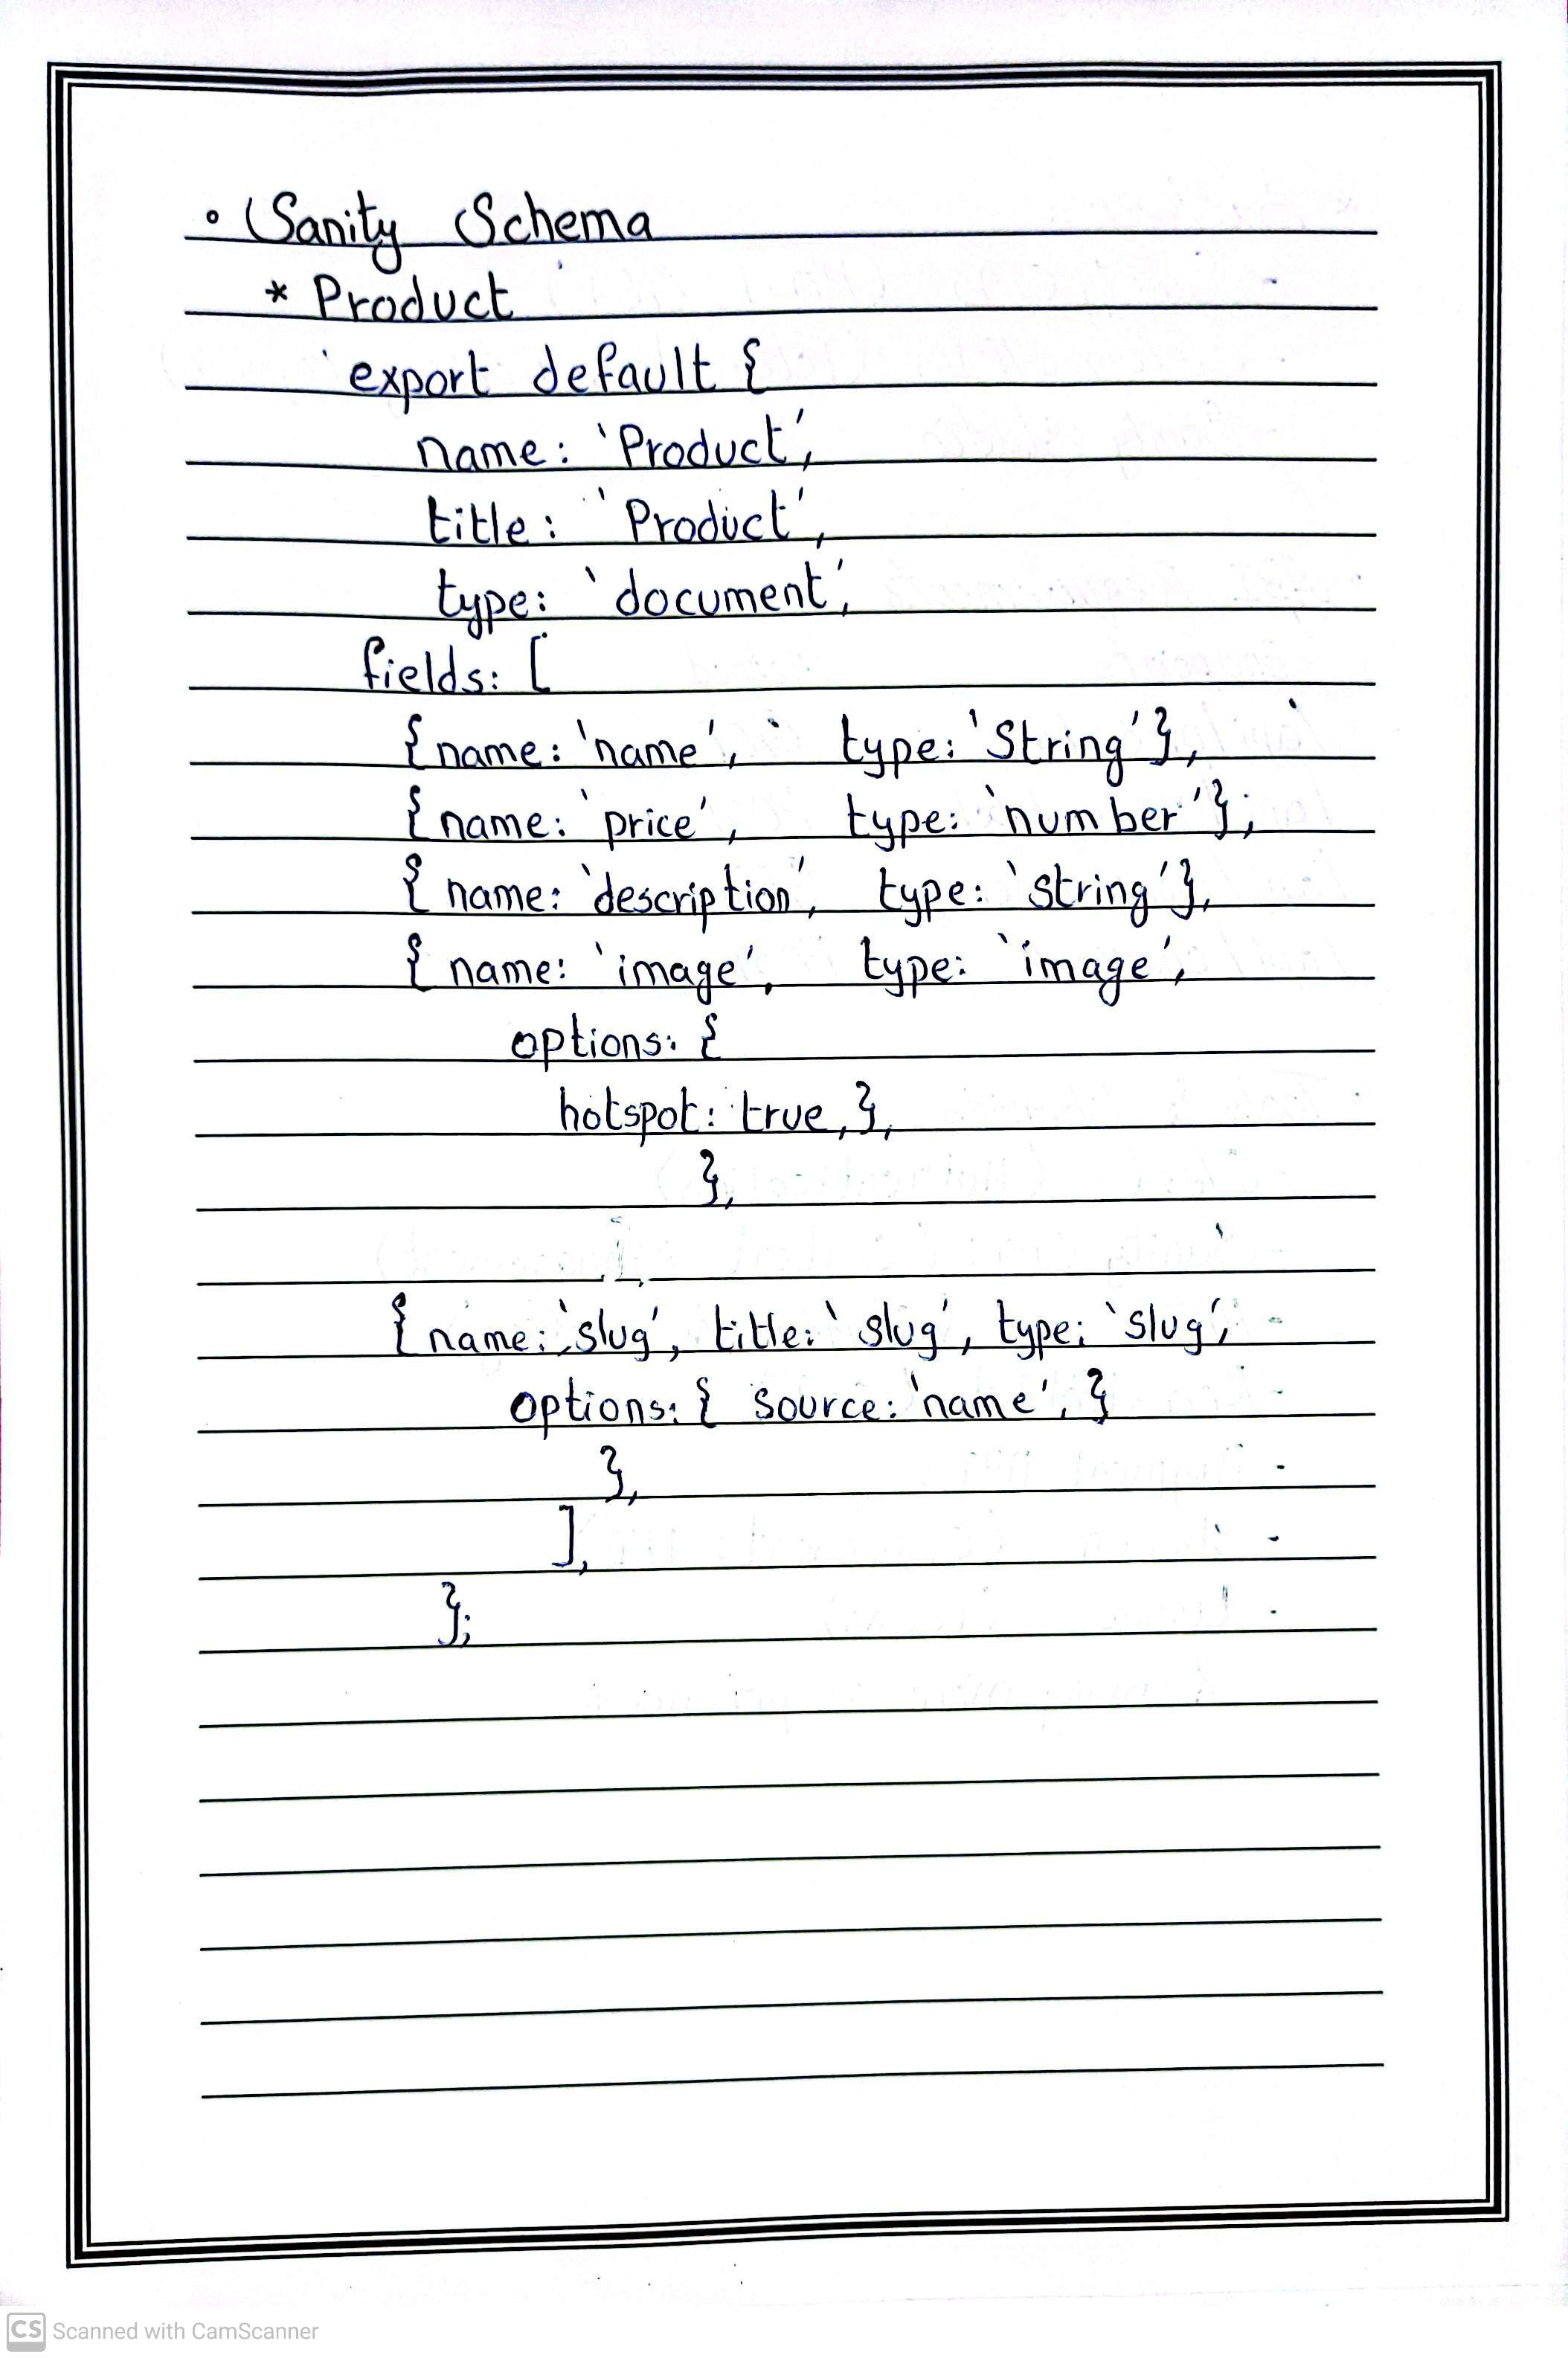 • Sanity Schema
* Product
export default {
name: 'Product',
title: 'Product',
type: 'document',
fields: [
{ name: 'name', type: 'String' },
{ name: 'price', type: 'number' };
{ name: 'description', type: 'string' },
{ name: 'image', type: 'image',
options: {
hotspot: true, },
},
{ name: 'slug', title: 'slug', type: 'slug',
options: { source: 'name', }
},
],
};
CS Scanned with CamScanner